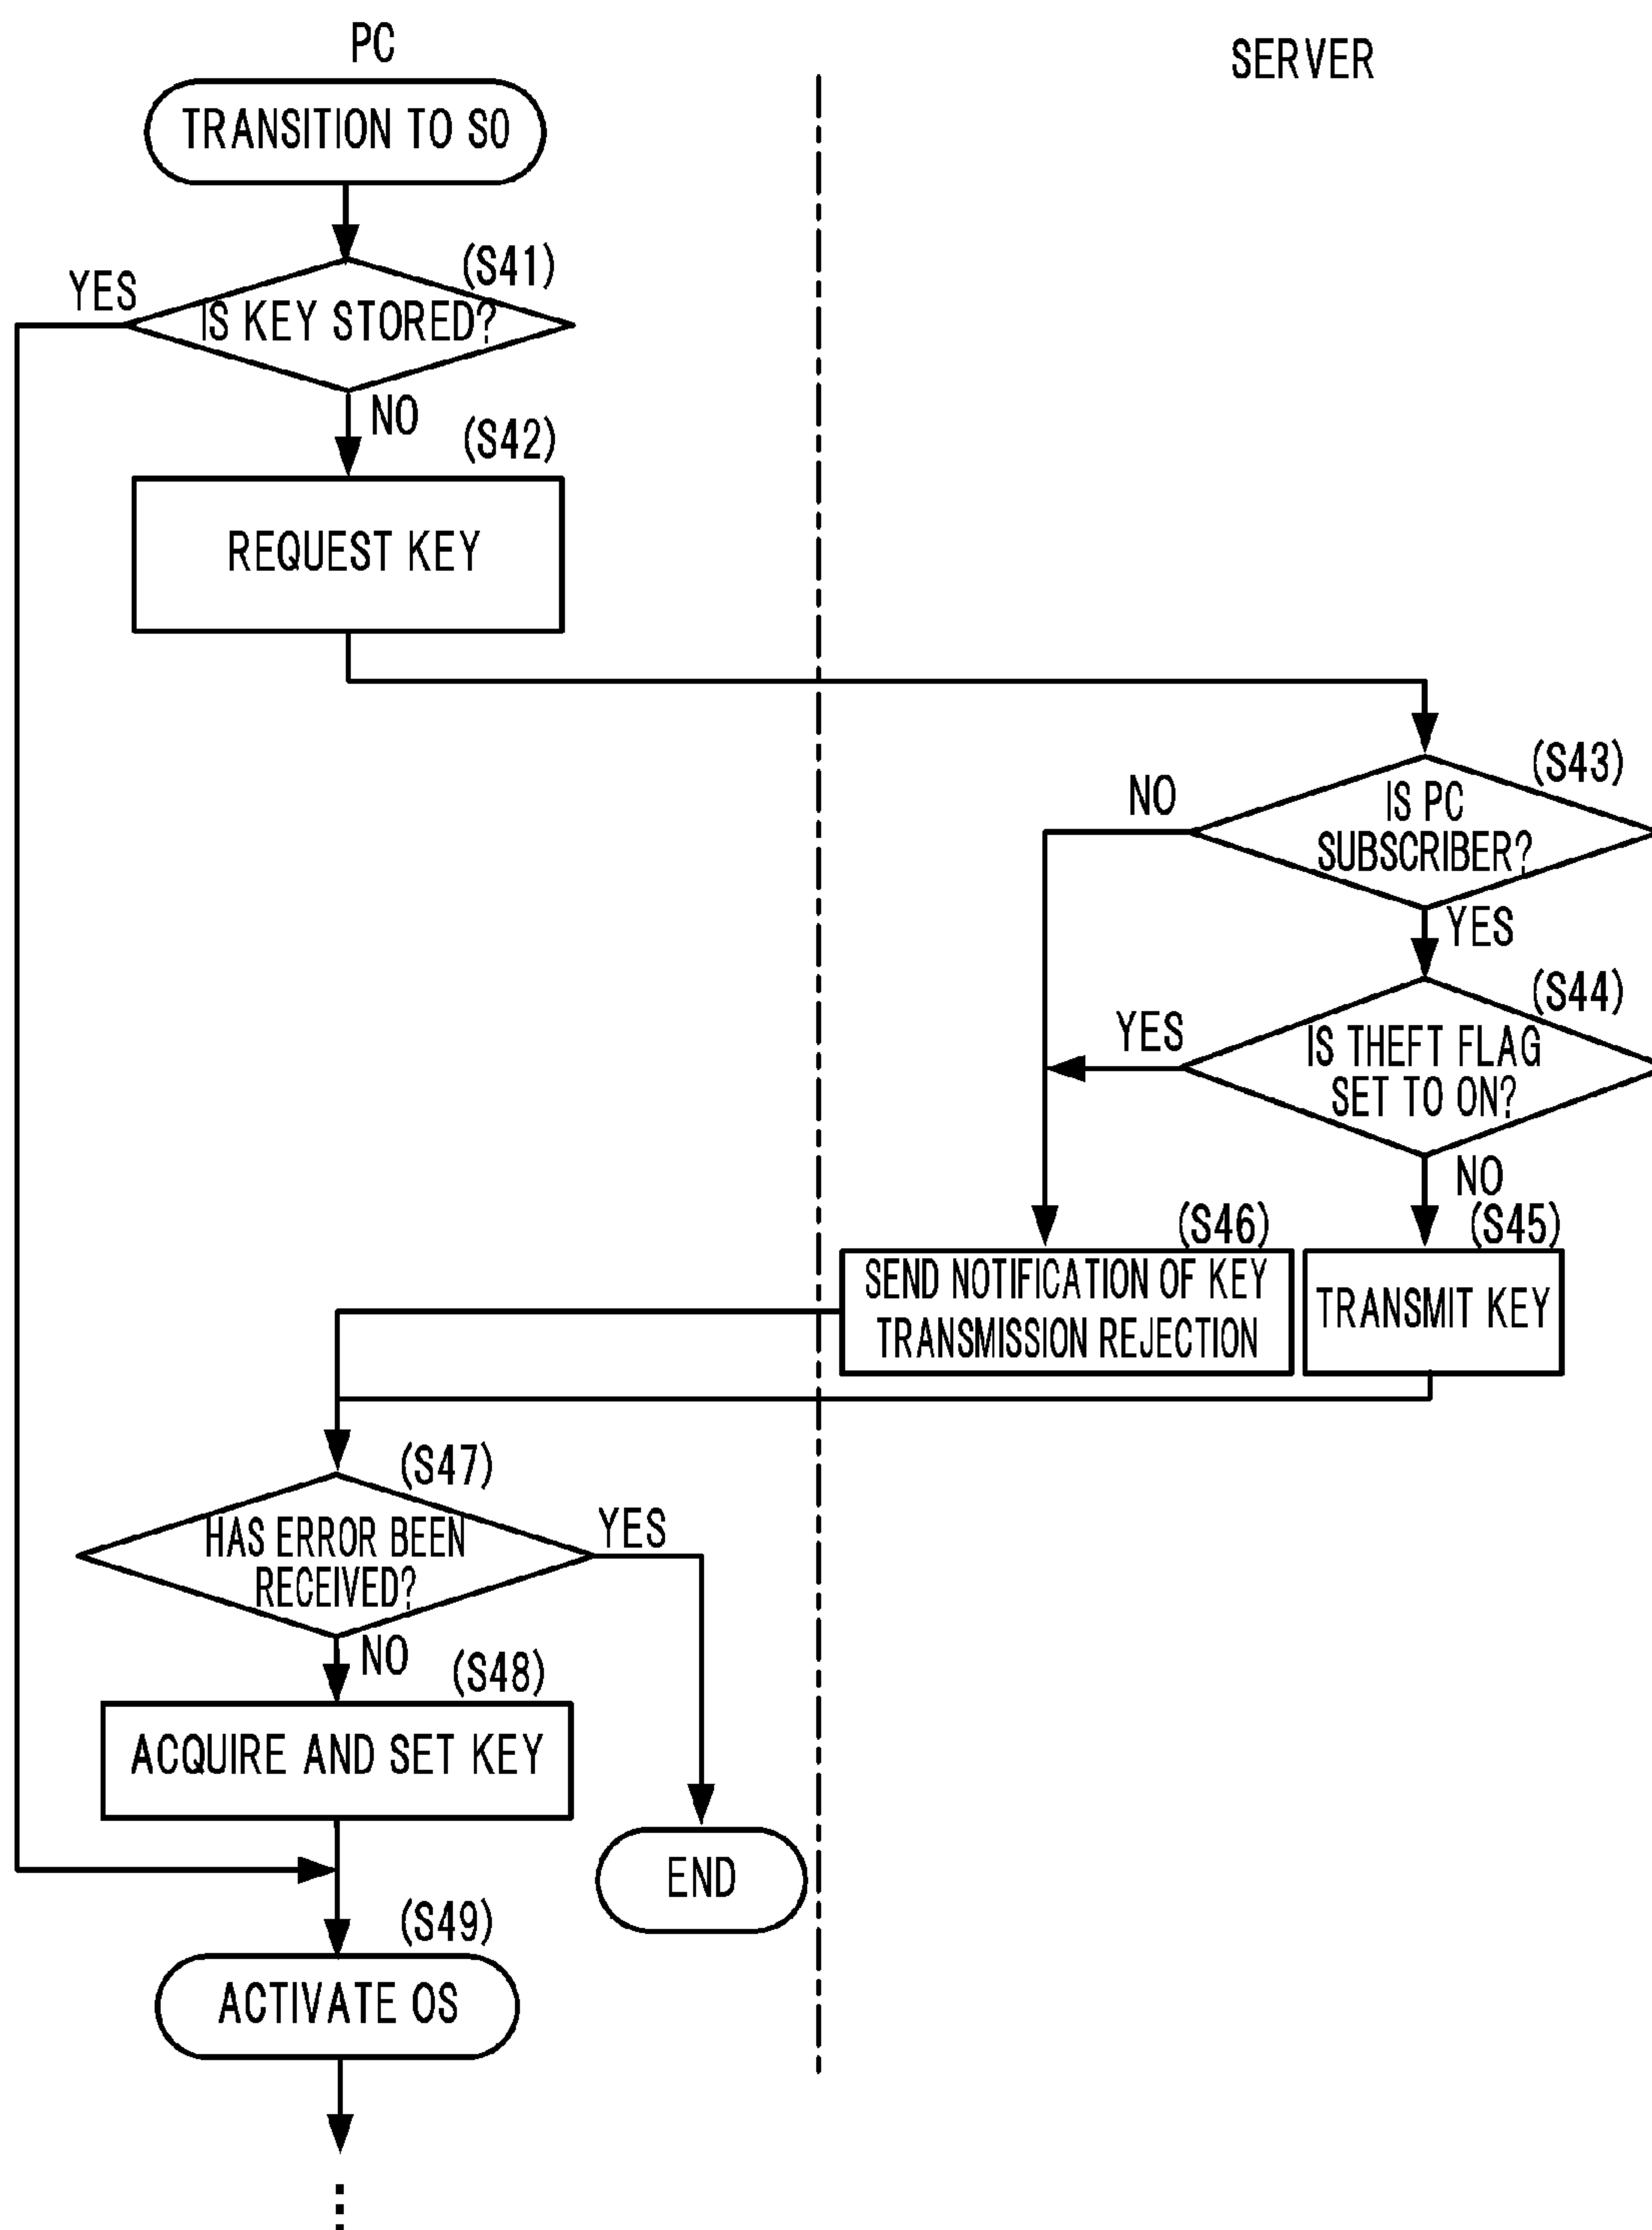 PC
SERVER
TRANSITION TO S0
(S41)
YES
IS KEY STORED?
NO
(S42)
REQUEST KEY
(S43)
NO
IS PC
SUBSCRIBER?
YES
(S44)
YES
IS THEFT FLAG
SET TO ON?
NO
(S46)
(S45)
SEND NOTIFICATION OF KEY
TRANSMISSION REJECTION
TRANSMIT KEY
(S47)
YES
HAS ERROR BEEN
RECEIVED?
NO
(S48)
ACQUIRE AND SET KEY
END
(S49)
ACTIVATE OS